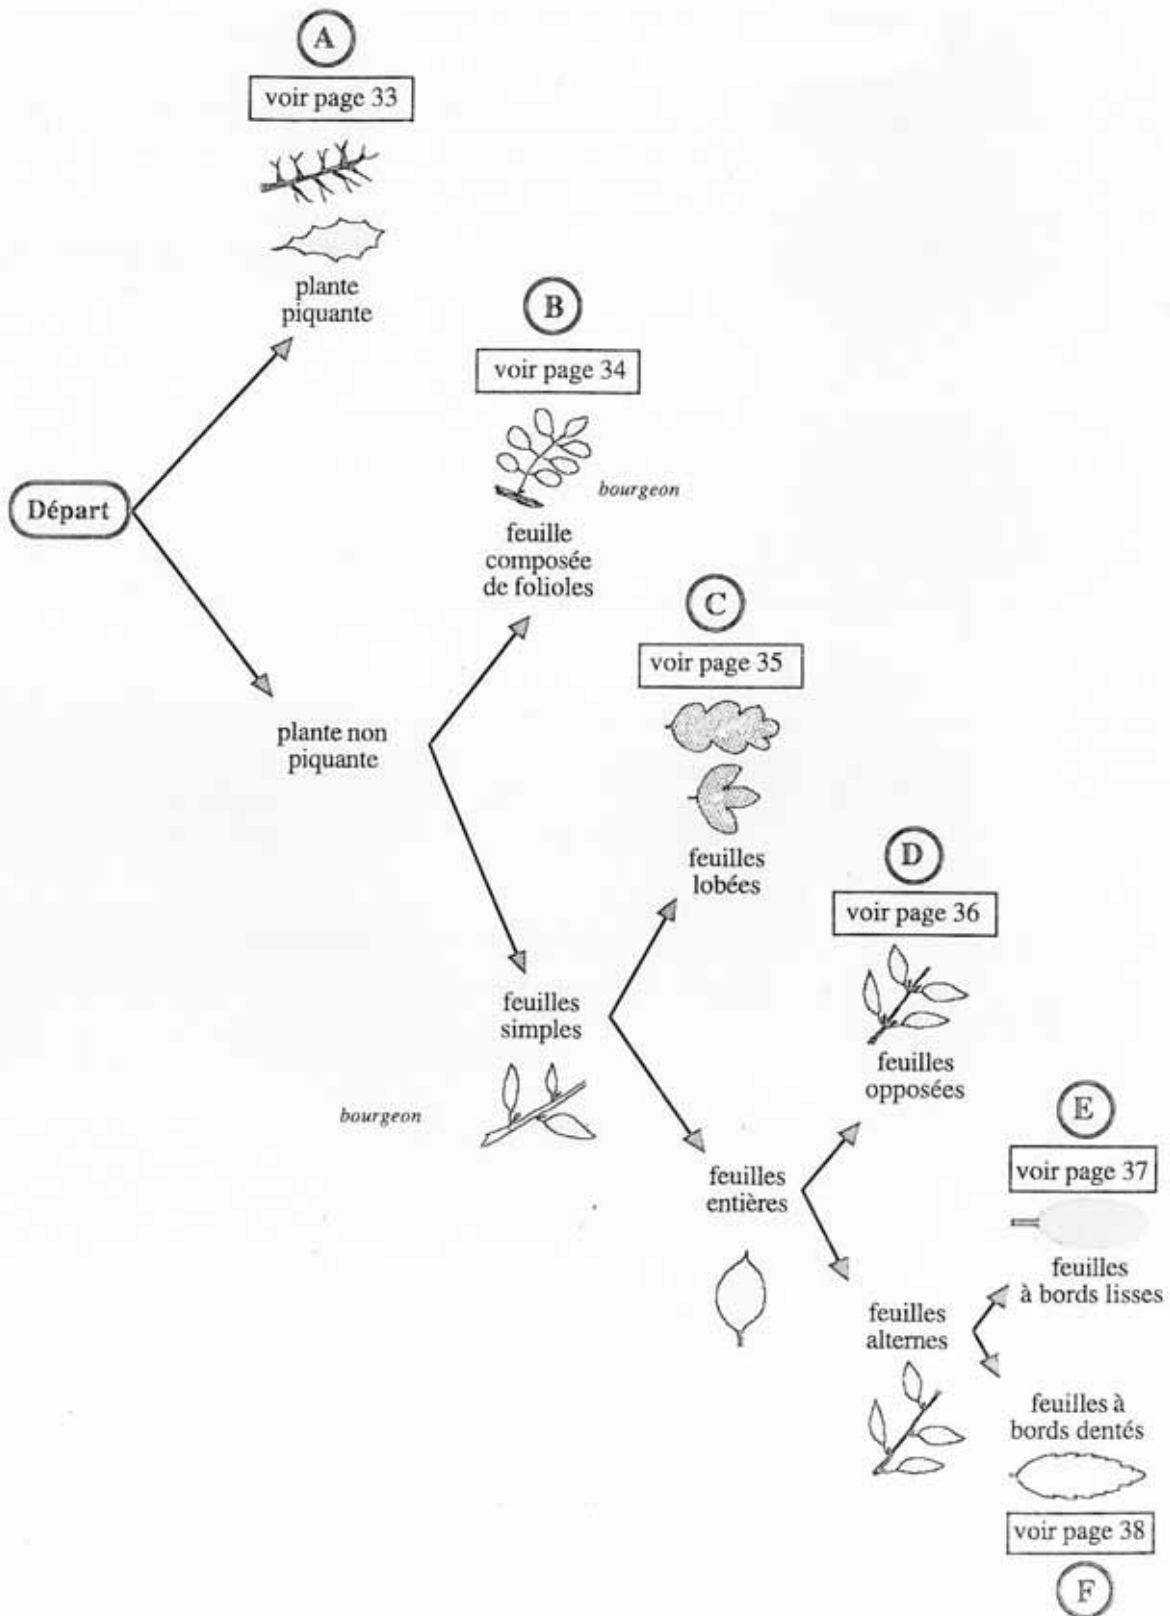 A
voir page 33
plante
piquante
B
voir page 34
bourgeon
feuille
composée
de folioles
Départ
C
voir page 35
plante non
piquante
feuilles
lobées
D
voir page 36
feuilles
simples
bourgeon
feuilles
opposées
E
voir page 37
feuilles
entières
feuilles
à bords lisses
feuilles
alternes
feuilles à
bords dentés
voir page 38
F